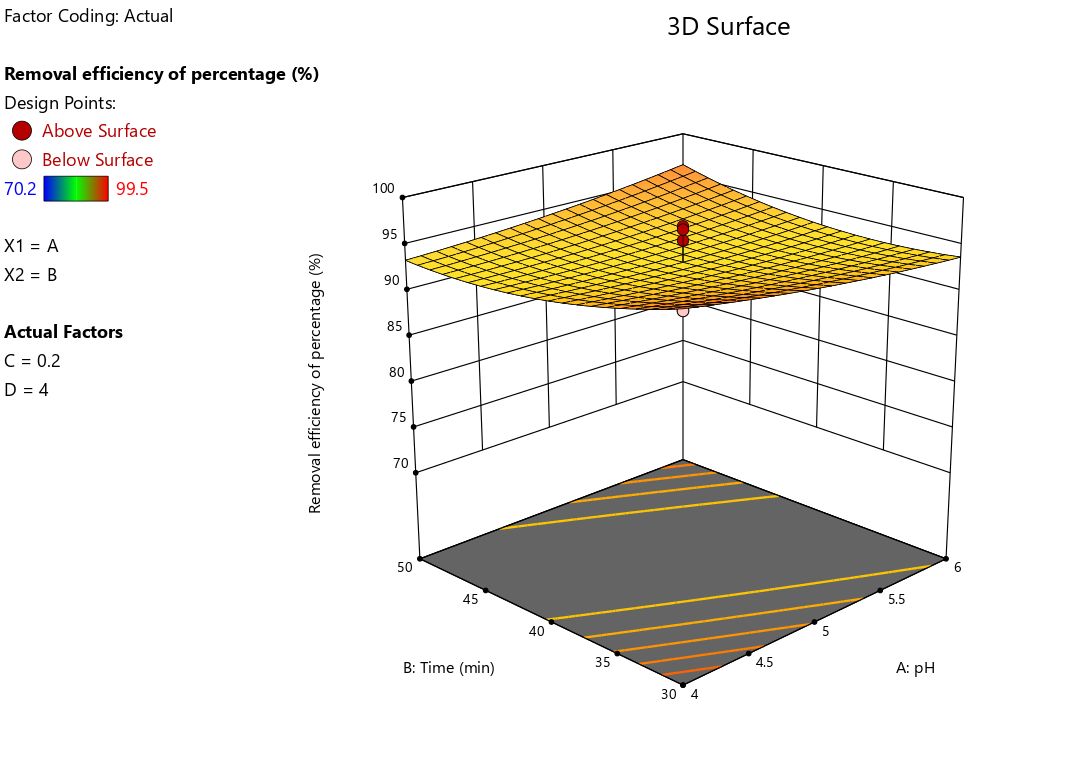 Factor Coding: Actual
3D Surface
Removal efficiency of percentage (%)
Design Points:
Above Surface
Below Surface
70.2 99.5
X1 = A
X2 = B
Actual Factors
C = 0.2
D = 4
Removal efficiency of percentage (%)
100
95
90
85
80
75
70
50
45
40
35
30
B: Time (min)
4
4.5
5
5.5
6
A: pH